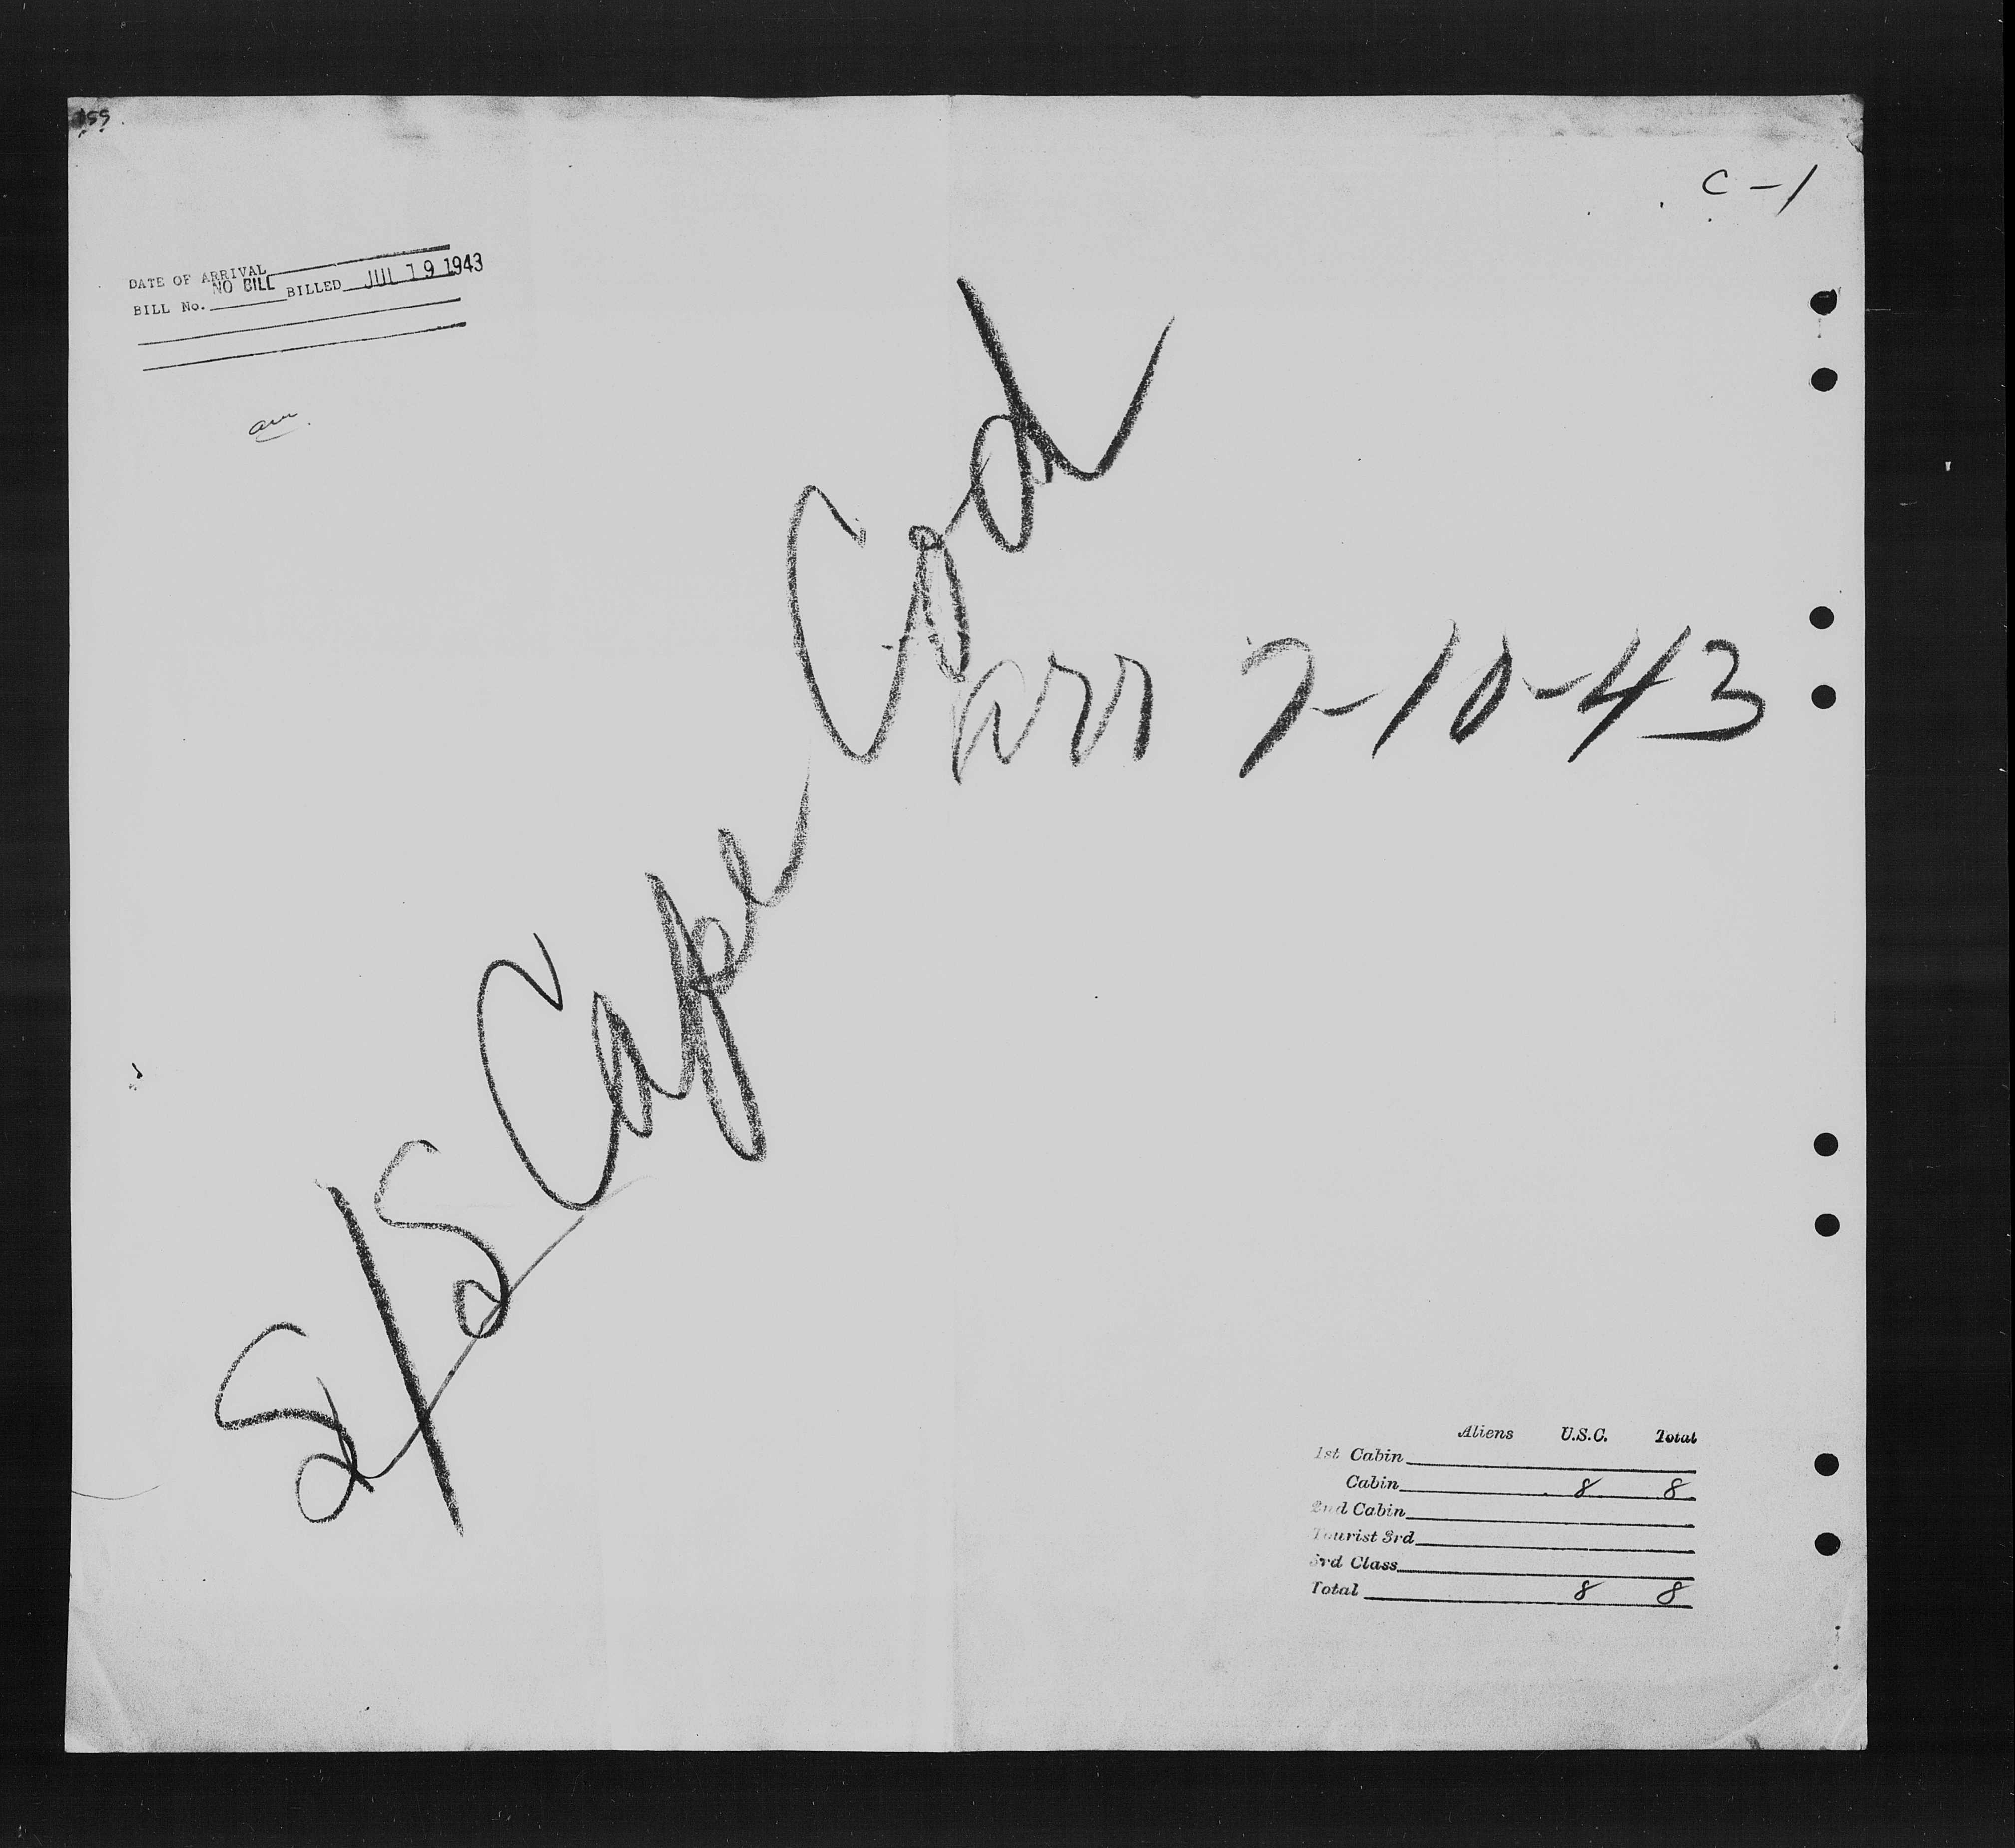 155
C-1
DATE OF ARRIVAL
BILL No. NO BILL BILLED JUL 19 1943
S/S Cape Cod
arr 7-10-43
Aliens U.S.C. Total
1st Cabin
Cabin 8 8
2nd Cabin
Tourist 3rd
3rd Class
Total 8 8